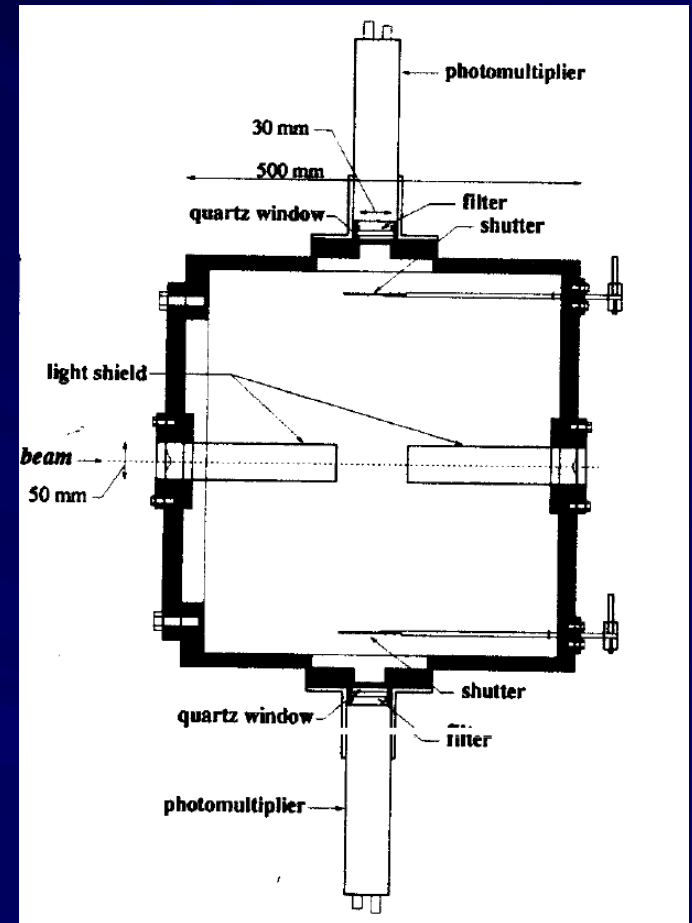 photomultiplier
30 mm
500 mm
filter
quartz window
shutter
light shield
beam
50 mm
shutter
quartz window
filter
photomultiplier